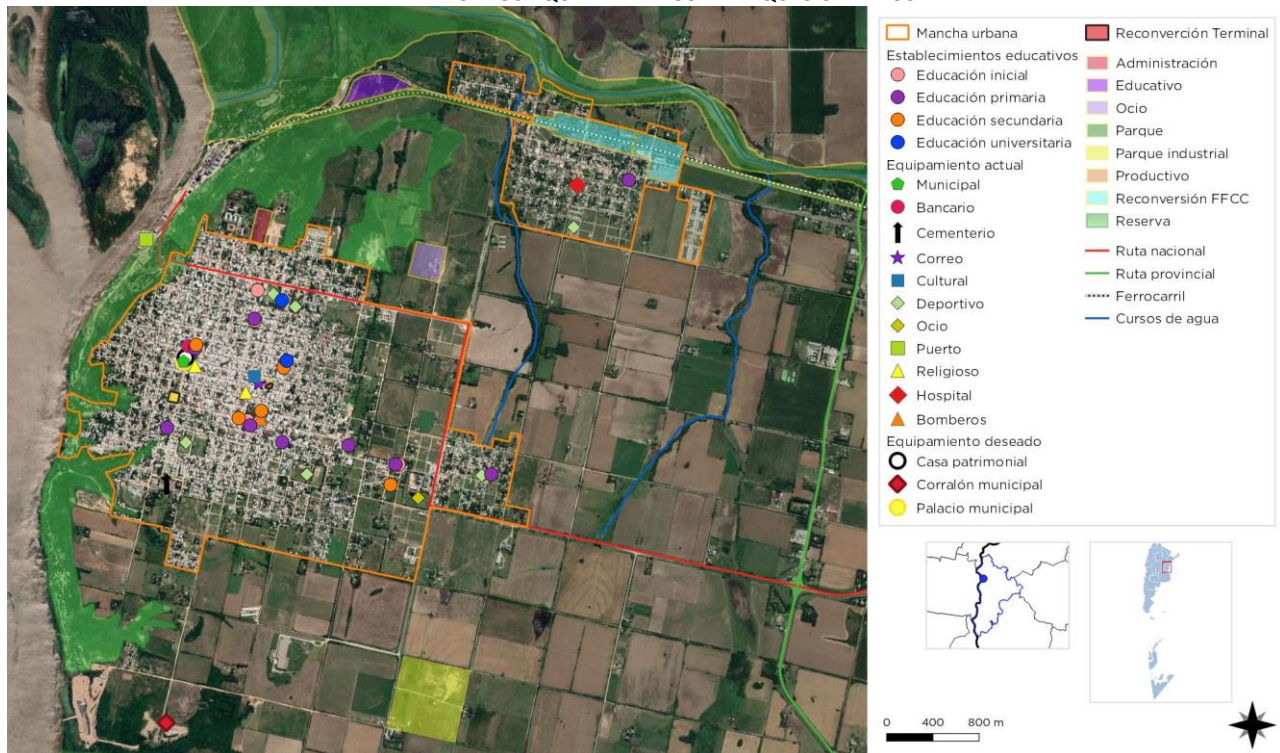 Mancha urbana
Establecimientos educativos
Educación inicial
Educación primaria
Educación secundaria
Educación universitaria
Equipamiento actual
Municipal
Bancario
Cementerio
Correo
Cultural
Deportivo
Ocio
Puerto
Religioso
Hospital
Bomberos
Equipamiento deseado
Casa patrimonial
Corralón municipal
Palacio municipal
Reconverción Terminal
Administración
Educativo
Ocio
Parque
Parque industrial
Productivo
Reconversión FFCC
Reserva
Ruta nacional
Ruta provincial
Ferrocarril
Cursos de agua
0 400 800 m